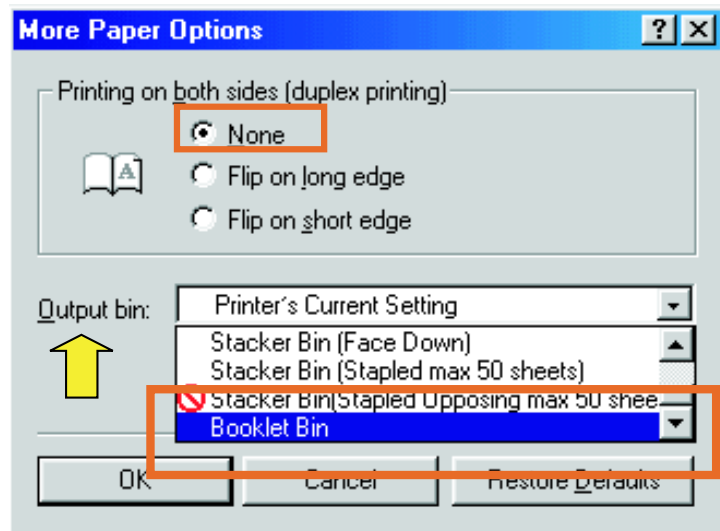 More Paper Options
Printing on both sides (duplex printing)
A
None
Flip on long edge
Flip on short edge
Output bin: Printer's Current Setting
Stacker Bin (Face Down)
Stacker Bin (Stapled max 50 sheets)
Stacker Bin(Stapled Opposing max 50 shee
Booklet Bin
OK Cancel Restore Defaults